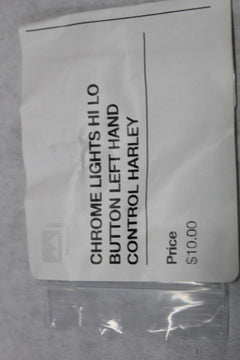 CHROME LIGHTS HI LO
BUTTON LEFT HAND
CONTROL HARLEY
Price
$10.00